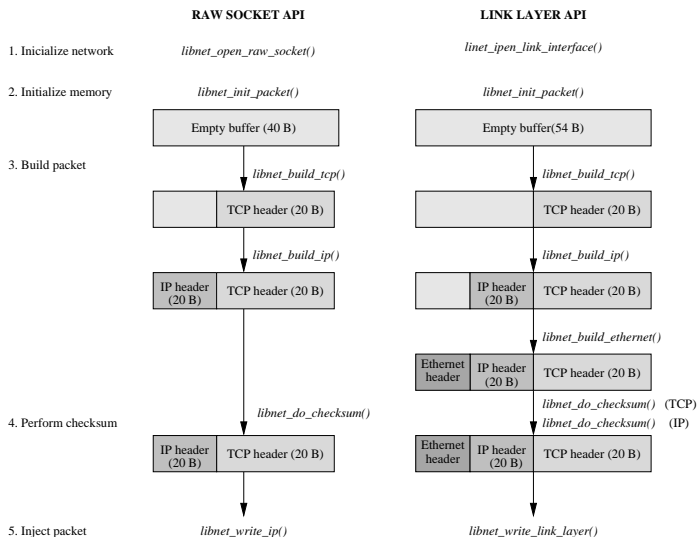 RAW SOCKET API LINK LAYER API
1. Inicialize network libnet_open_raw_socket() linet_ipen_link_interface()
2. Initialize memory libnet_init_packet() libnet_init_packet()
Empty buffer (40 B) Empty buffer(54 B)
3. Build packet
libnet_build_tcp() libnet_build_tcp()
TCP header (20 B) TCP header (20 B)
libnet_build_ip() libnet_build_ip()
IP header (20 B) TCP header (20 B) IP header (20 B) TCP header (20 B)
libnet_build_ethernet()
Ethernet header IP header (20 B) TCP header (20 B)
libnet_do_checksum() libnet_do_checksum() (TCP)
4. Perform checksum libnet_do_checksum() (IP)
IP header (20 B) TCP header (20 B) Ethernet header IP header (20 B) TCP header (20 B)
5. Inject packet libnet_write_ip() libnet_write_link_layer()